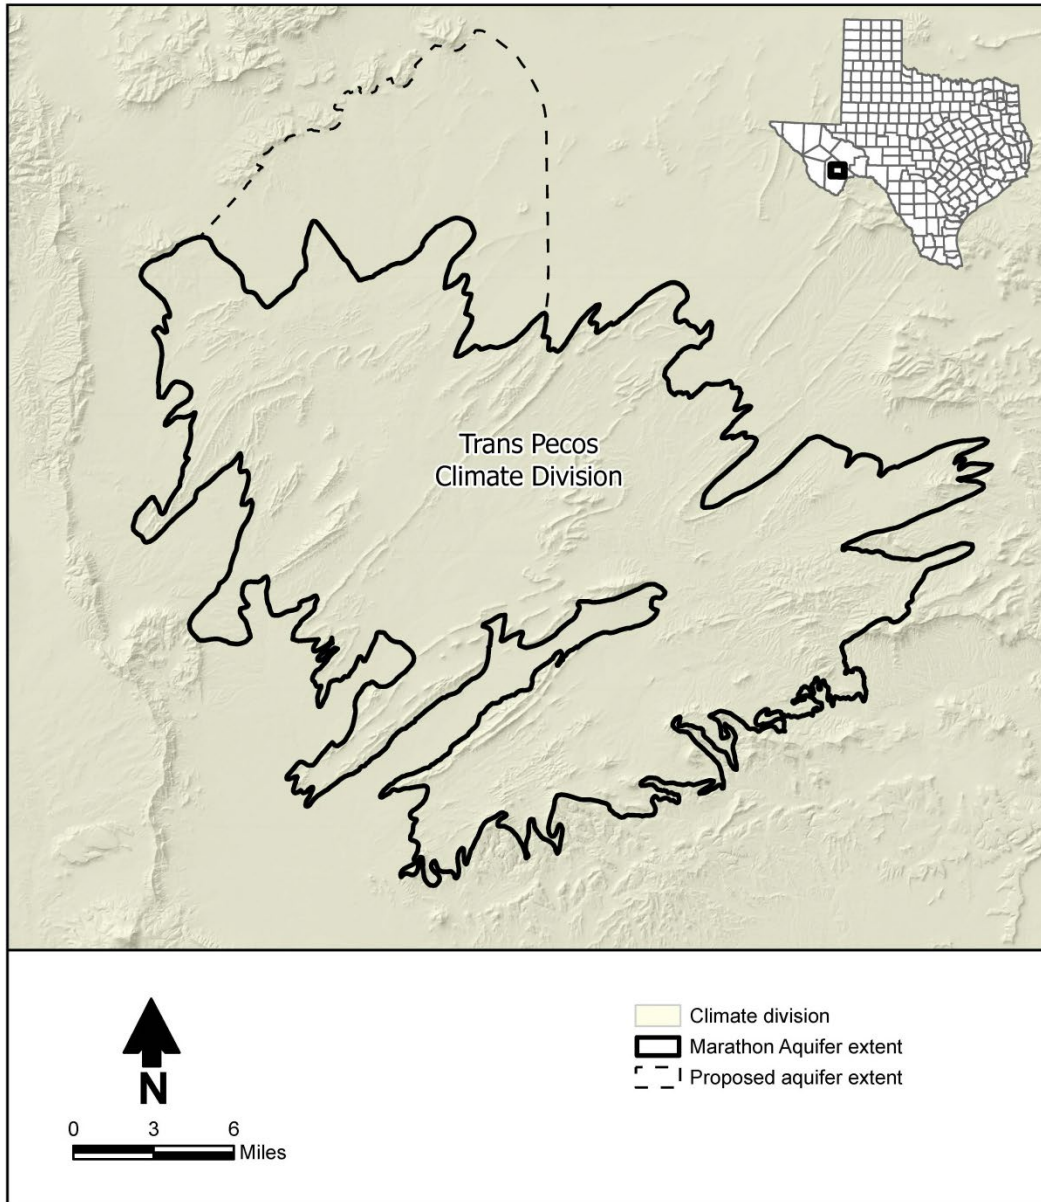 Trans Pecos
Climate Division
N
0 3 6
Miles
Climate division
Marathon Aquifer extent
Proposed aquifer extent